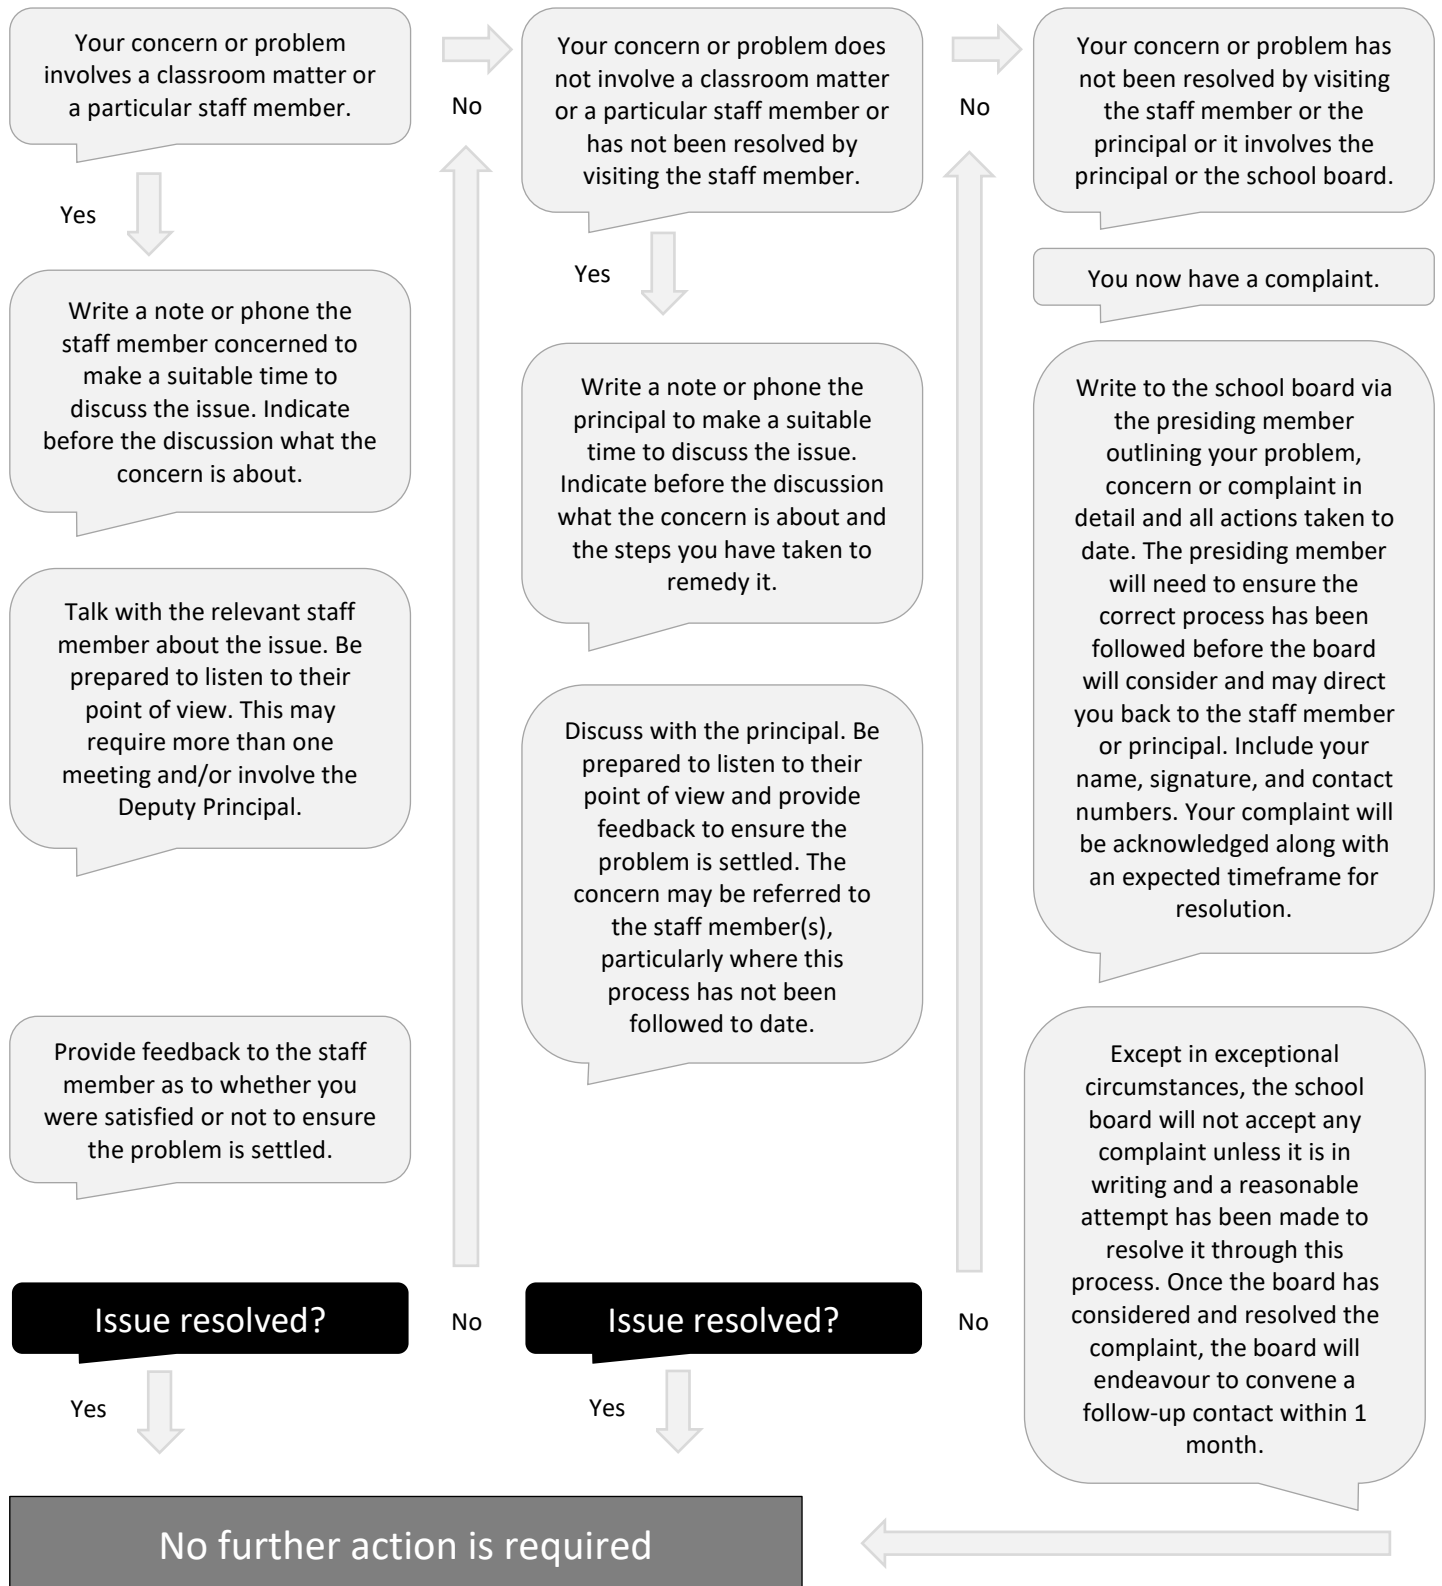 Your concern or problem
involves a classroom matter or
a particular staff member.
Yes
Write a note or phone the
staff member concerned to
make a suitable time to
discuss the issue. Indicate
before the discussion what the
concern is about.
Talk with the relevant staff
member about the issue. Be
prepared to listen to their
point of view. This may
require more than one
meeting and/or involve the
Deputy Principal.
Provide feedback to the staff
member as to whether you
were satisfied or not to ensure
the problem is settled.
Issue resolved?
Yes
No
No
Your concern or problem does
not involve a classroom matter
or a particular staff member or
has not been resolved by
visiting the staff member.
Yes
Write a note or phone the
principal to make a suitable
time to discuss the issue.
Indicate before the discussion
what the concern is about and
the steps you have taken to
remedy it.
Discuss with the principal. Be
prepared to listen to their
point of view and provide
feedback to ensure the
problem is settled. The
concern may be referred to
the staff member(s),
particularly where this
process has not been
followed to date.
Issue resolved?
Yes
No
No
Your concern or problem has
not been resolved by visiting
the staff member or the
principal or it involves the
principal or the school board.
You now have a complaint.
Write to the school board via
the presiding member
outlining your problem,
concern or complaint in
detail and all actions taken to
date. The presiding member
will need to ensure the
correct process has been
followed before the board
will consider and may direct
you back to the staff member
or principal. Include your
name, signature, and contact
numbers. Your complaint will
be acknowledged along with
an expected timeframe for
resolution.
Except in exceptional
circumstances, the school
board will not accept any
complaint unless it is in
writing and a reasonable
attempt has been made to
resolve it through this
process. Once the board has
considered and resolved the
complaint, the board will
endeavour to convene a
follow-up contact within 1
month.
No further action is required